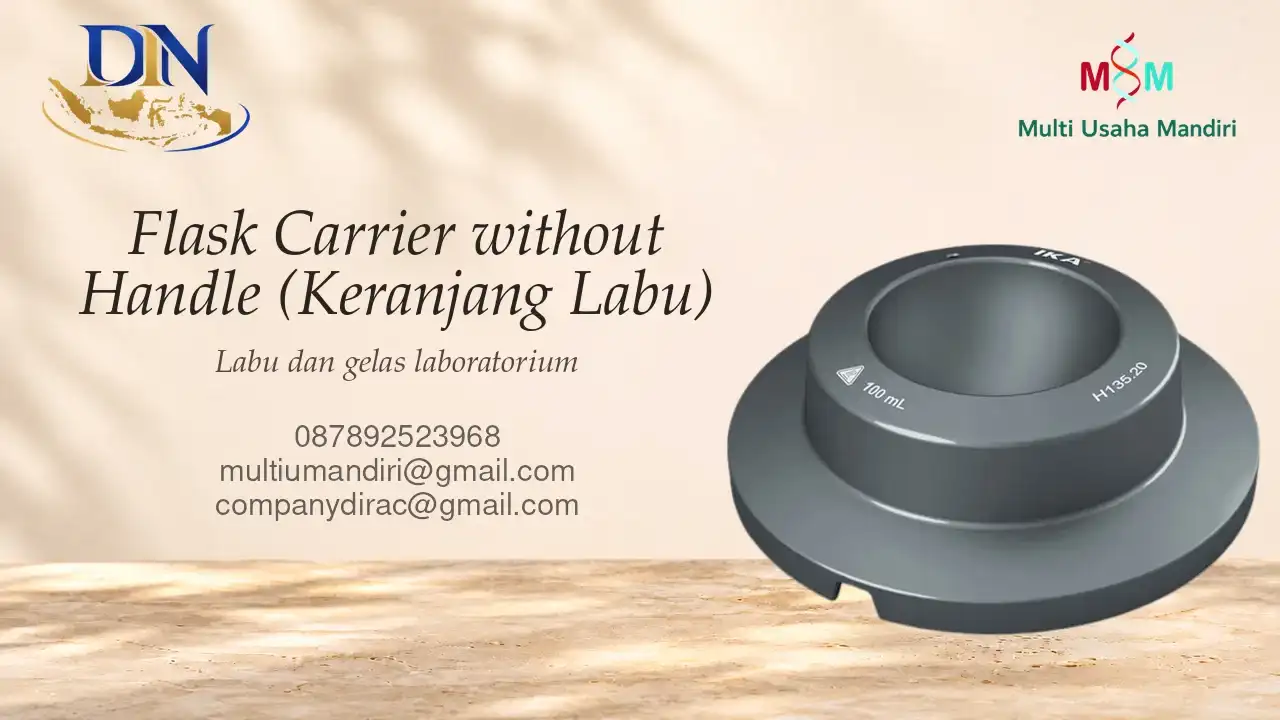 DIN
MSM
Multi Usaha Mandiri
Flask Carrier without
Handle (Keranjang Labu)
Labu dan gelas laboratorium
087892523968
multiumandiri@gmail.com
companydirac@gmail.com
IKA
100 mL
H135.20